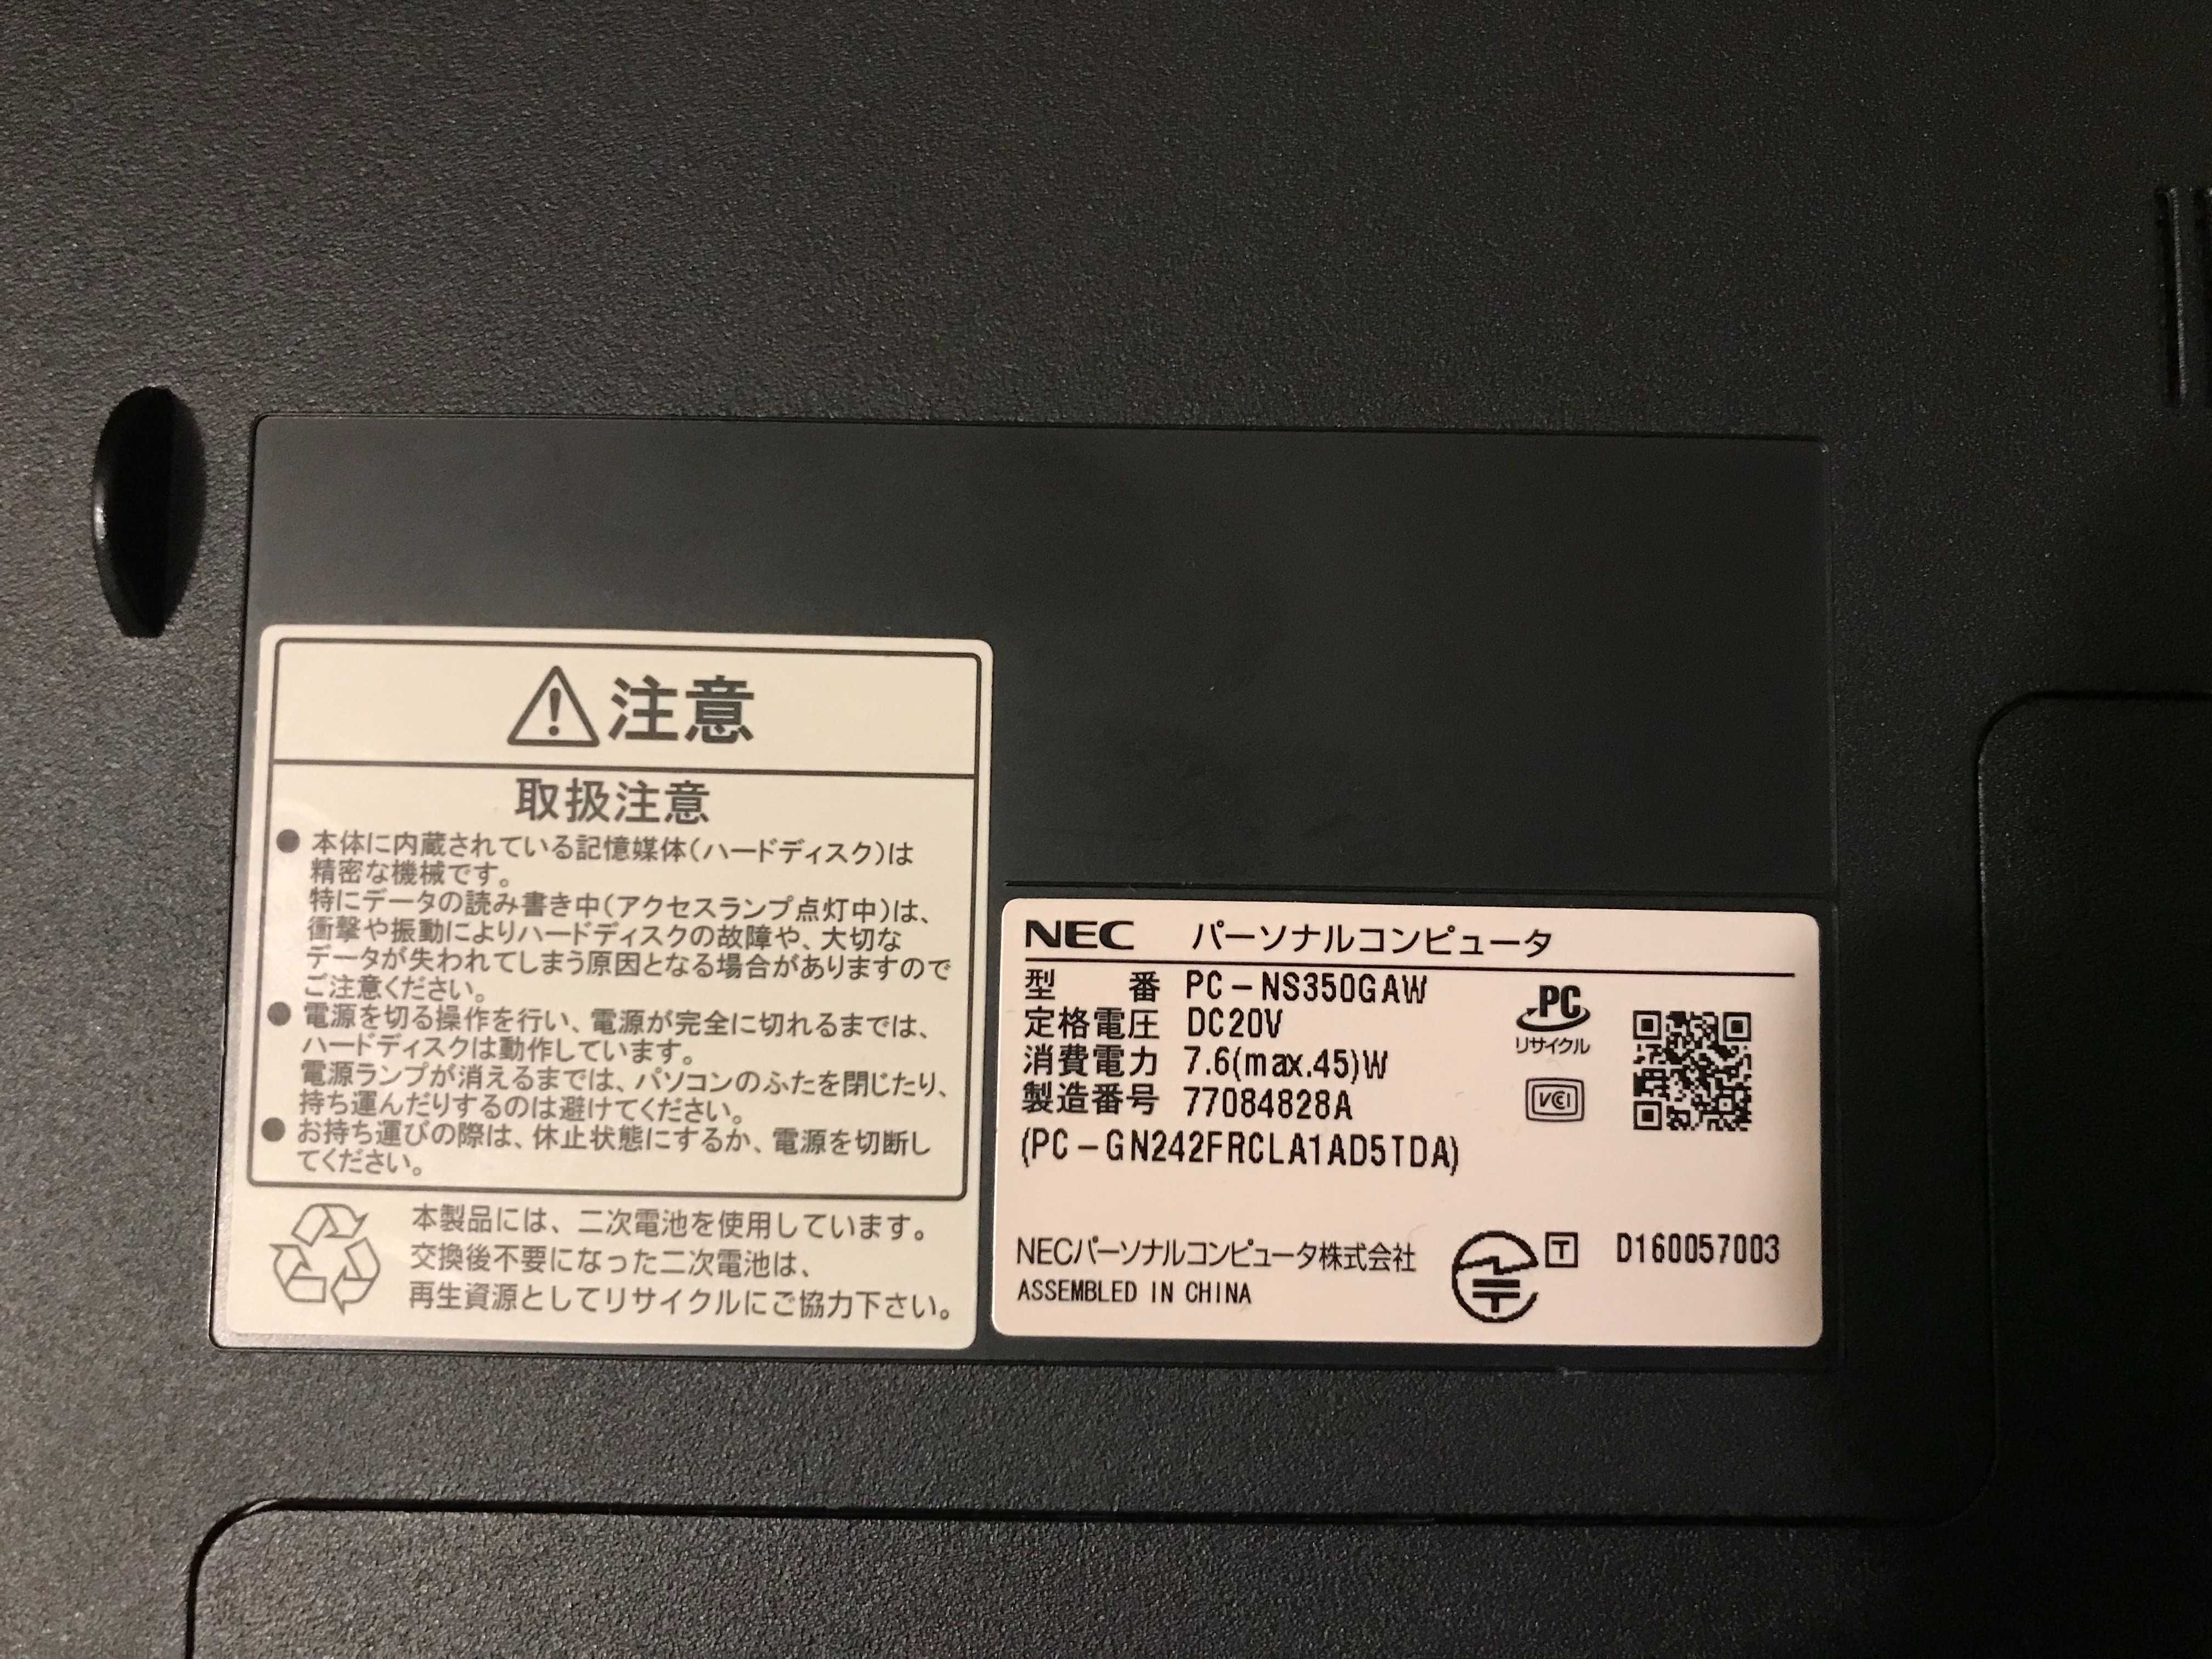 注意
取扱注意
● 本体に内蔵されている記憶媒体(ハードディスク)は
精密な機械です。
特にデータの読み書き中(アクセスランプ点灯中)は、
衝撃や振動によりハードディスクの故障や、大切な
データが失われてしまう原因となる場合がありますので
ご注意ください。
● 電源を切る操作を行い、電源が完全に切れるまでは、
ハードディスクは動作しています。
電源ランプが消えるまでは、パソコンのふたを閉じたり、
持ち運んだりするのは避けてください。
● お持ち運びの際は、休止状態にするか、電源を切断し
てください。
本製品には、二次電池を使用しています。
交換後不要になった二次電池は、
再生資源としてリサイクルにご協力下さい。
NEC パーソナルコンピュータ
型 番 PC-NS350GAW
定格電圧 DC20V
消費電力 7.6(max.45)W
製造番号 77084828A
(PC-GN242FRCLA1AD5TDA)
PC
リサイクル
VCCI
NECパーソナルコンピュータ株式会社
ASSEMBLED IN CHINA
T D160057003